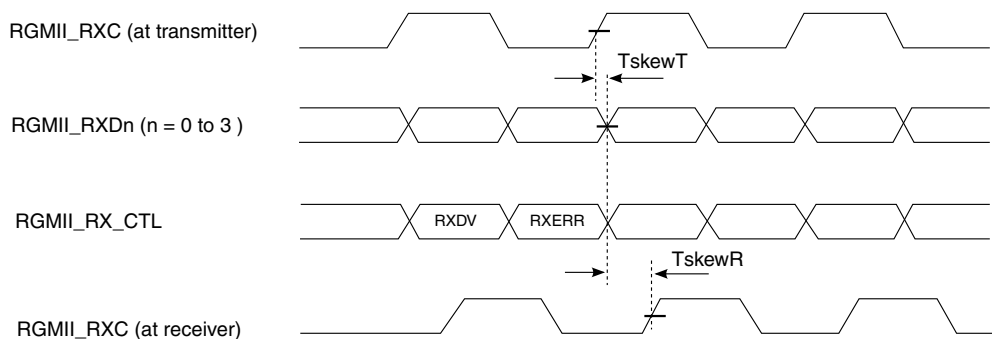 RGMII_RXC (at transmitter)
TskewT
RGMII_RXDn (n = 0 to 3 )
RGMII_RX_CTL
RXDV
RXERR
TskewR
RGMII_RXC (at receiver)